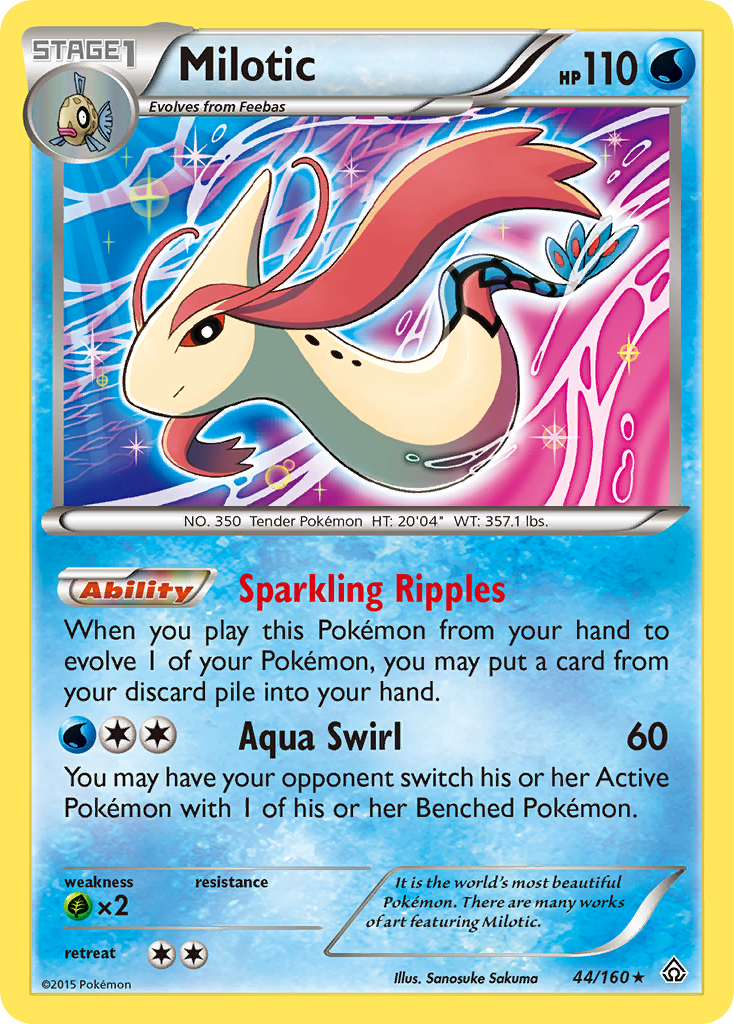 STAGE1
Milotic
HP110
Evolves from Feebas
NO. 350 Tender Pokémon HT: 20'04" WT: 357.1 lbs.
Ability Sparkling Ripples
When you play this Pokémon from your hand to
evolve 1 of your Pokémon, you may put a card from
your discard pile into your hand.
Aqua Swirl 60
You may have your opponent switch his or her Active
Pokémon with 1 of his or her Benched Pokémon.
weakness resistance
×2
retreat
It is the world's most beautiful
Pokémon. There are many works
of art featuring Milotic.
©2015 Pokémon
Illus. Sanosuke Sakuma 44/160★